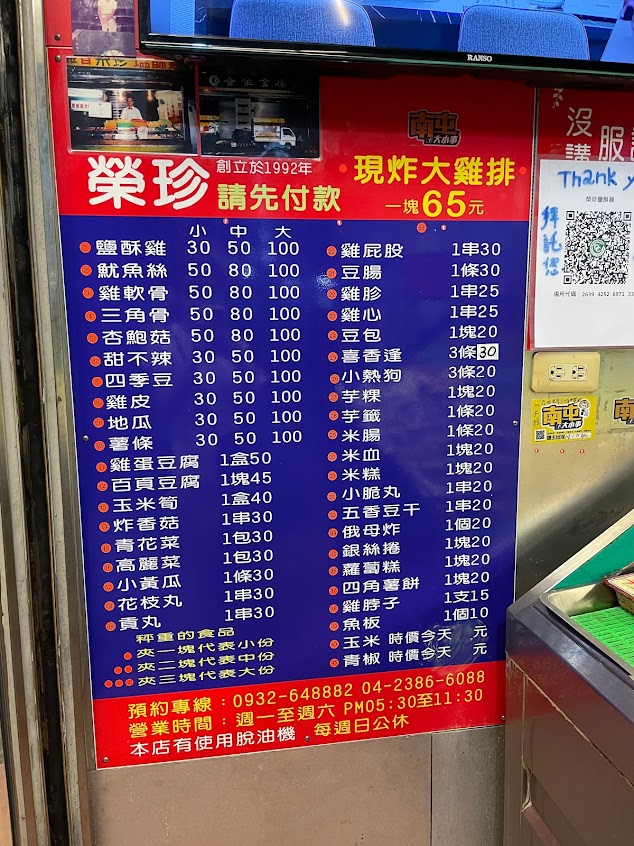 RANSO
南屯
大小事
榮珍
創立於1992年
請先付款
現炸大雞排
一塊65元
小 中 大
鹽酥雞 30 50 100
魷魚絲 50 80 100
雞軟骨 50 80 100
三角骨 50 80 100
杏鮑菇 50 80 100
甜不辣 30 50 100
四季豆 30 50 100
雞皮 30 50 100
地瓜 30 50 100
薯條 30 50 100
雞蛋豆腐 1盒50
百頁豆腐 1塊45
玉米筍 1盒40
炸香菇 1串30
青花菜 1包30
高麗菜 1包30
小黃瓜 1條30
花枝丸 1串30
貢丸 1串30
秤重的食品
夾一塊代表小份
夾二塊代表中份
夾三塊代表大份
雞屁股 1串30
豆腸 1條30
雞胗 1串25
雞心 1串25
豆包 1塊20
喜香逢 3條30
小熱狗 3條20
芋粿 1塊20
芋籤 1條20
米腸 1條20
米血 1塊20
米糕 1塊20
小脆丸 1串20
五香豆干 1串20
俄母炸 1個20
銀絲捲 1塊20
蘿蔔糕 1塊20
四角薯餅 1塊20
雞脖子 1支15
魚板 1個10
玉米 時價今天 元
青椒 時價今天 元
預約專線：0932-648882 04-2386-6088
營業時間：週一至週六 PM05:30至11:30
本店有使用脫油機 每週日公休
沒服
講
Thank y
榮珍鹽酥雞
拜託您
場所代碼：2639 4252 6971 33
南屯
大小事
南